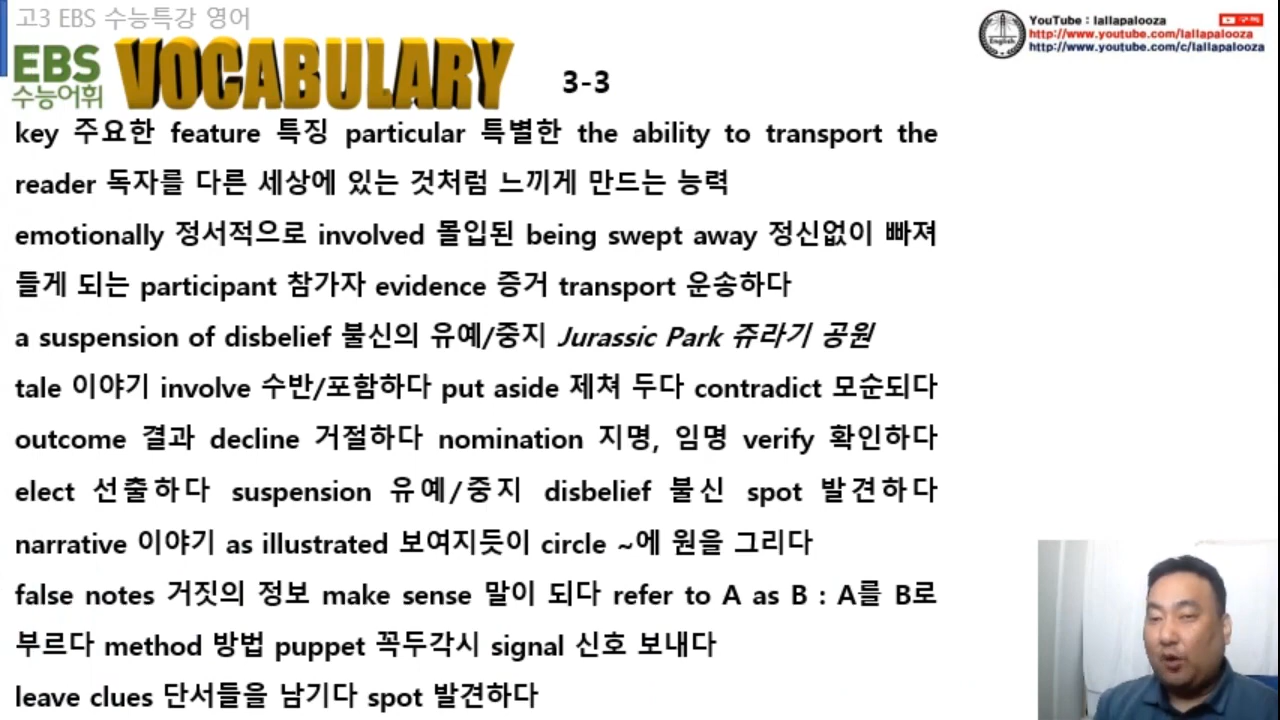 고3 EBS 수능특강 영어
EBS
수능어휘
VOCABULARY
3-3
YouTube : lallapalooza
구독
http://www.youtube.com/lallapalooza
http://www.youtube.com/c/lallapalooza
English
key 주요한 feature 특징 particular 특별한 the ability to transport the
reader 독자를 다른 세상에 있는 것처럼 느끼게 만드는 능력
emotionally 정서적으로 involved 몰입된 being swept away 정신없이 빠져
들게 되는 participant 참가자 evidence 증거 transport 운송하다
a suspension of disbelief 불신의 유예/중지 Jurassic Park 쥬라기 공원
tale 이야기 involve 수반/포함하다 put aside 제쳐 두다 contradict 모순되다
outcome 결과 decline 거절하다 nomination 지명, 임명 verify 확인하다
elect 선출하다 suspension 유예/중지 disbelief 불신 spot 발견하다
narrative 이야기 as illustrated 보여지듯이 circle ~에 원을 그리다
false notes 거짓의 정보 make sense 말이 되다 refer to A as B : A를 B로
부르다 method 방법 puppet 꼭두각시 signal 신호 보내다
leave clues 단서들을 남기다 spot 발견하다